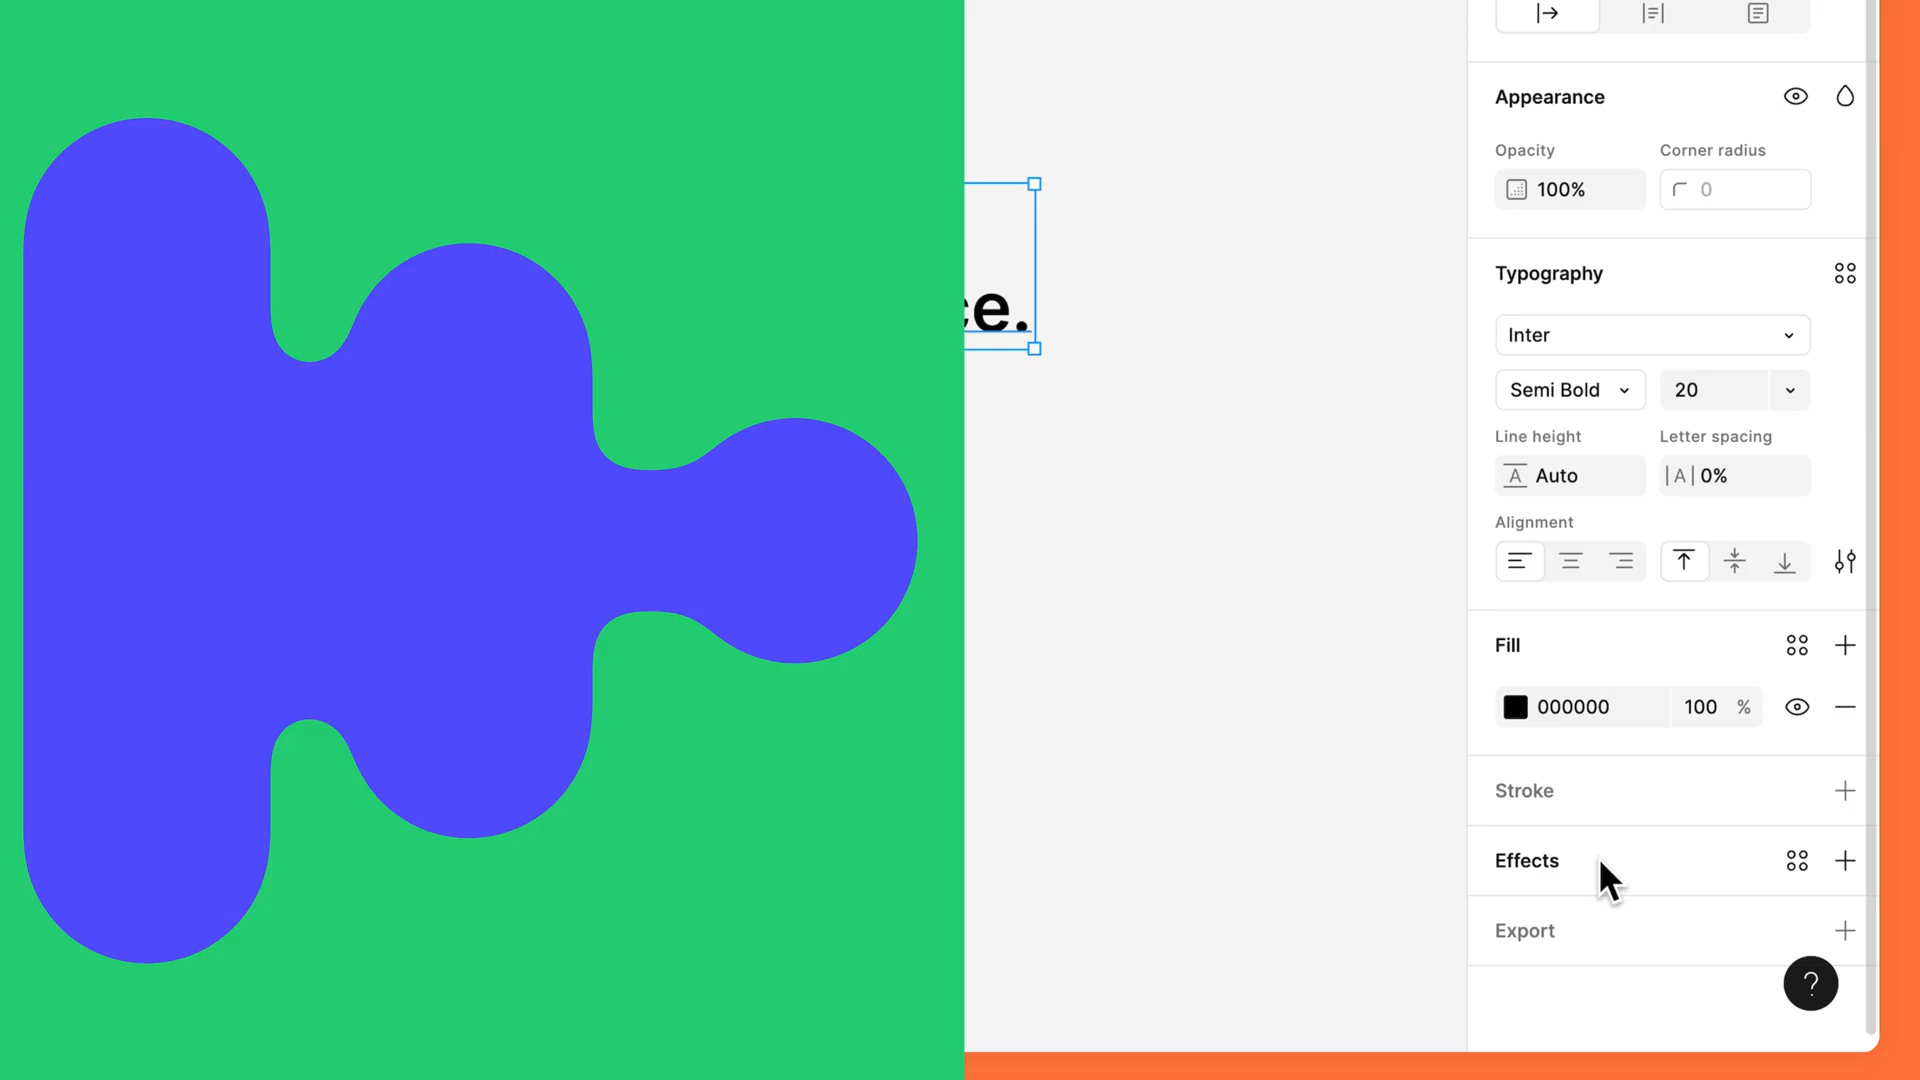 ce.
Appearance
Opacity
Corner radius
100%
0
Typography
Inter
Semi Bold
20
Line height
Letter spacing
A Auto
|A| 0%
Alignment
Fill
000000
100 %
Stroke
Effects
Export
?